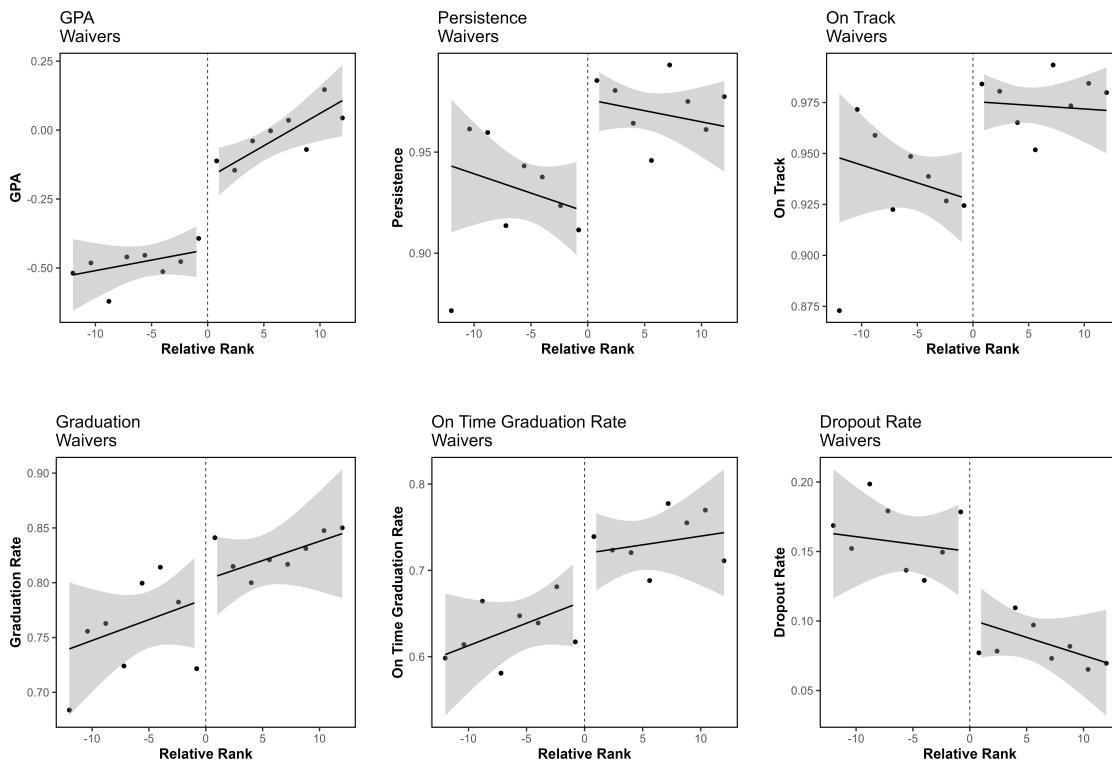 GPA
Waivers
0.25
0.00
-0.25
-0.50
GPA
-10 -5 0 5 10
Relative Rank
Persistence
Waivers
0.95
0.90
Persistence
-10 -5 0 5 10
Relative Rank
On Track
Waivers
0.975
0.950
0.925
0.900
0.875
On Track
-10 -5 0 5 10
Relative Rank
Graduation
Waivers
0.90
0.85
0.80
0.75
0.70
Graduation Rate
-10 -5 0 5 10
Relative Rank
On Time Graduation Rate
Waivers
0.8
0.7
0.6
On Time Graduation Rate
-10 -5 0 5 10
Relative Rank
Dropout Rate
Waivers
0.20
0.15
0.10
0.05
Dropout Rate
-10 -5 0 5 10
Relative Rank